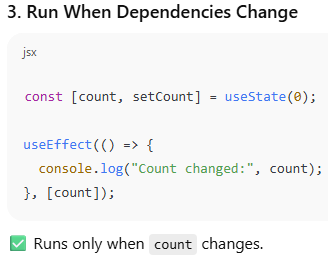 3. Run When Dependencies Change
jsx
const [count, setCount] = useState(0);
useEffect(() => {
  console.log("Count changed:", count);
}, [count]);
✅ Runs only when count changes.